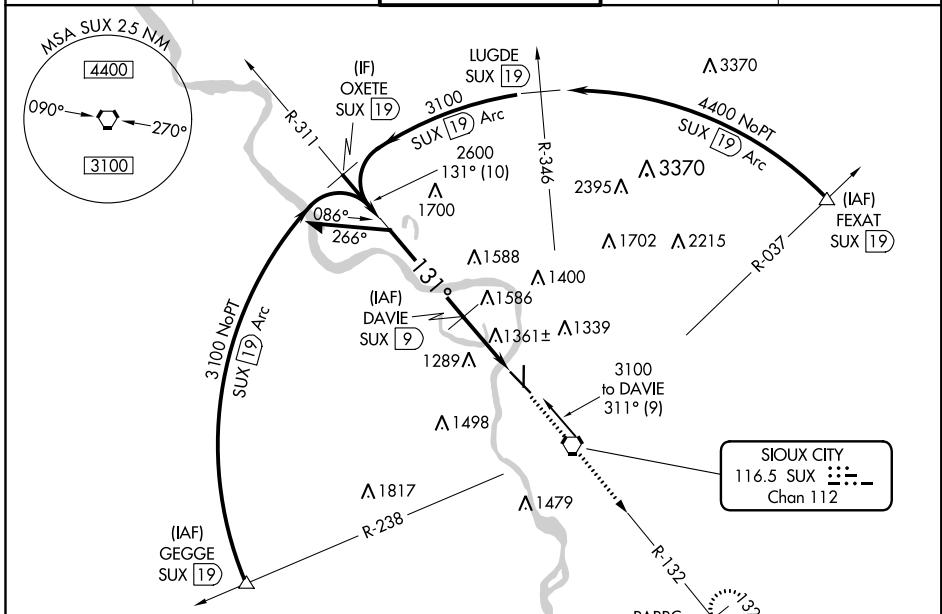 MSA SUX 25 NM
4400
090°
270°
3100
R-311
(IF)
OXETE
SUX 19
LUGDE
SUX 19
3100
SUX 19 Arc
2600
131° (10)
1700
R-346
3370
4400 NoPT
SUX 19 Arc
3370
2395
(IAF)
FEXAT
SUX 19
R-037
1702
2215
086°
266°
131°
1588
1400
1586
(IAF)
DAVIE
SUX 9
1361±
1339
1289
3100 NoPT
SUX 19 Arc
3100
to DAVIE
311° (9)
1498
SIOUX CITY
116.5 SUX
Chan 112
1817
1479
R-238
(IAF)
GEGGE
SUX 19
R-132